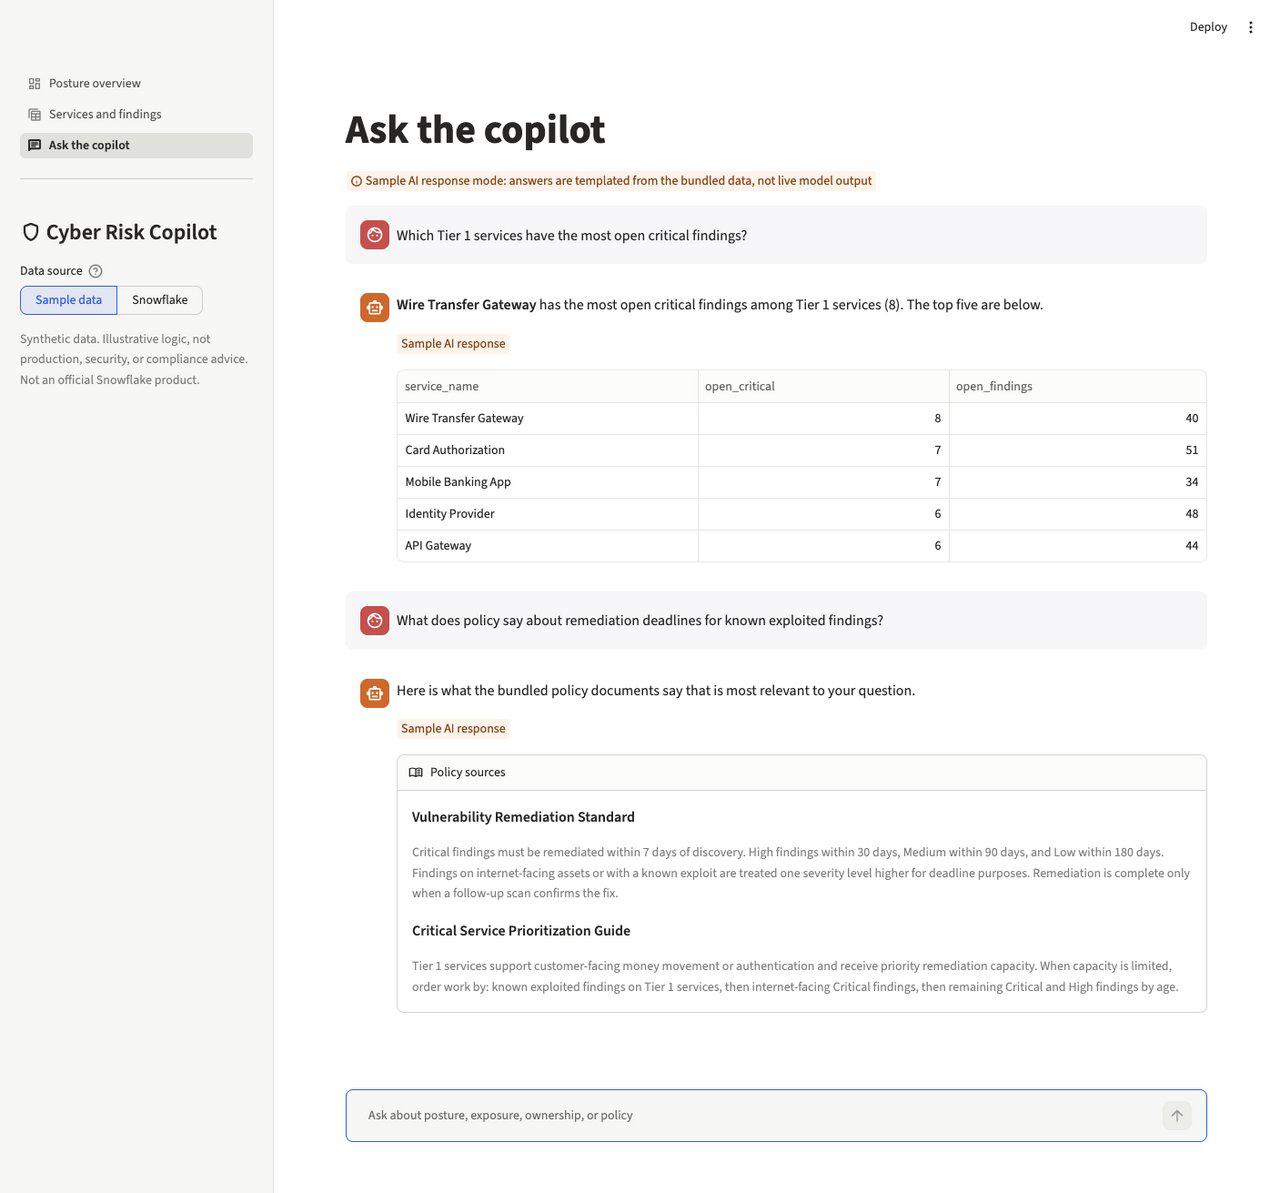 Deploy
Posture overview
Services and findings
Ask the copilot
Cyber Risk Copilot
Data source
Sample data
Snowflake
Synthetic data. Illustrative logic, not
production, security, or compliance advice.
Not an official Snowflake product.
Ask the copilot
Sample AI response mode: answers are templated from the bundled data, not live model output
Which Tier 1 services have the most open critical findings?
Wire Transfer Gateway has the most open critical findings among Tier 1 services (8). The top five are below.
Sample AI response
service_name open_critical open_findings
Wire Transfer Gateway 8 40
Card Authorization 7 51
Mobile Banking App 7 34
Identity Provider 6 48
API Gateway 6 44
What does policy say about remediation deadlines for known exploited findings?
Here is what the bundled policy documents say that is most relevant to your question.
Sample AI response
Policy sources
Vulnerability Remediation Standard
Critical findings must be remediated within 7 days of discovery. High findings within 30 days, Medium within 90 days, and Low within 180 days.
Findings on internet-facing assets or with a known exploit are treated one severity level higher for deadline purposes. Remediation is complete only
when a follow-up scan confirms the fix.
Critical Service Prioritization Guide
Tier 1 services support customer-facing money movement or authentication and receive priority remediation capacity. When capacity is limited,
order work by: known exploited findings on Tier 1 services, then internet-facing Critical findings, then remaining Critical and High findings by age.
Ask about posture, exposure, ownership, or policy